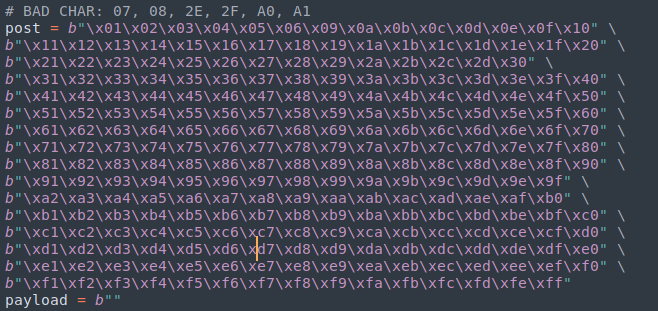 # BAD CHAR: 07, 08, 2E, 2F, A0, A1
post = b"\x01\x02\x03\x04\x05\x06\x09\x0a\x0b\x0c\x0d\x0e\x0f\x10" \
b"\x11\x12\x13\x14\x15\x16\x17\x18\x19\x1a\x1b\x1c\x1d\x1e\x1f\x20" \
b"\x21\x22\x23\x24\x25\x26\x27\x28\x29\x2a\x2b\x2c\x2d\x30" \
b"\x31\x32\x33\x34\x35\x36\x37\x38\x39\x3a\x3b\x3c\x3d\x3e\x3f\x40" \
b"\x41\x42\x43\x44\x45\x46\x47\x48\x49\x4a\x4b\x4c\x4d\x4e\x4f\x50" \
b"\x51\x52\x53\x54\x55\x56\x57\x58\x59\x5a\x5b\x5c\x5d\x5e\x5f\x60" \
b"\x61\x62\x63\x64\x65\x66\x67\x68\x69\x6a\x6b\x6c\x6d\x6e\x6f\x70" \
b"\x71\x72\x73\x74\x75\x76\x77\x78\x79\x7a\x7b\x7c\x7d\x7e\x7f\x80" \
b"\x81\x82\x83\x84\x85\x86\x87\x88\x89\x8a\x8b\x8c\x8d\x8e\x8f\x90" \
b"\x91\x92\x93\x94\x95\x96\x97\x98\x99\x9a\x9b\x9c\x9d\x9e\x9f" \
b"\xa2\xa3\xa4\xa5\xa6\xa7\xa8\xa9\xaa\xab\xac\xad\xae\xaf\xb0" \
b"\xb1\xb2\xb3\xb4\xb5\xb6\xb7\xb8\xb9\xba\xbb\xbc\xbd\xbe\xbf\xc0" \
b"\xc1\xc2\xc3\xc4\xc5\xc6\xc7\xc8\xc9\xca\xcb\xcc\xcd\xce\xcf\xd0" \
b"\xd1\xd2\xd3\xd4\xd5\xd6\xd7\xd8\xd9\xda\xdb\xdc\xdd\xde\xdf\xe0" \
b"\xe1\xe2\xe3\xe4\xe5\xe6\xe7\xe8\xe9\xea\xeb\xec\xed\xee\xef\xf0" \
b"\xf1\xf2\xf3\xf4\xf5\xf6\xf7\xf8\xf9\xfa\xfb\xfc\xfd\xfe\xff"
payload = b""